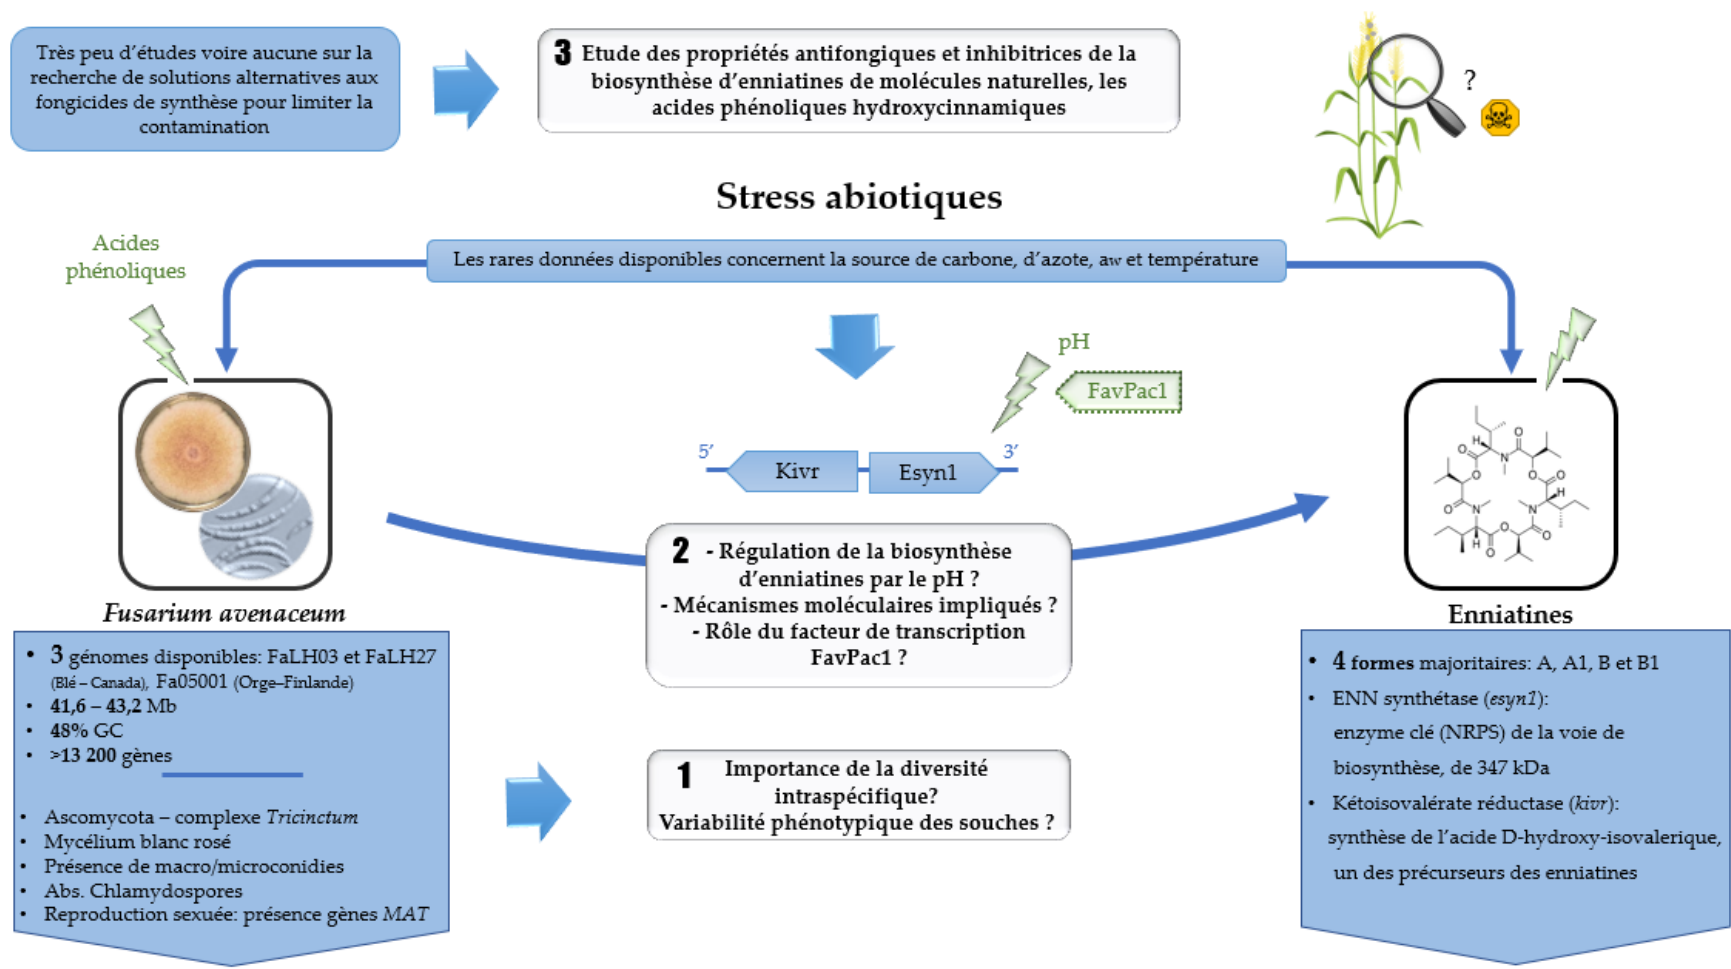 Très peu d'études voire aucune sur la
recherche de solutions alternatives aux
fongicides de synthèse pour limiter la
contamination
3 Etude des propriétés antifongiques et inhibitrices de la
biosynthèse d'enniatines de molécules naturelles, les
acides phénoliques hydroxycinnamiques
?
Stress abiotiques
Acides
phénoliques
Les rares données disponibles concernent la source de carbone, d'azote, aw et température
pH
FavPac1
5'
Kivr
Esyn1
3'
2 - Régulation de la biosynthèse
d'enniatines par le pH ?
- Mécanismes moléculaires impliqués ?
- Rôle du facteur de transcription
FavPac1 ?
Fusarium avenaceum
• 3 génomes disponibles: FaLH03 et FaLH27
(Blé – Canada), Fa05001 (Orge–Finlande)
• 41,6 – 43,2 Mb
• 48% GC
• >13 200 gènes
• Ascomycota – complexe Tricinctum
• Mycélium blanc rosé
• Présence de macro/microconidies
• Abs. Chlamydospores
• Reproduction sexuée: présence gènes MAT
1 Importance de la diversité
intraspécifique?
Variabilité phénotypique des souches ?
O
O
H
N
O
O
O
O
O
H
N
N
O
O
O
O
H
O
Enniatines
• 4 formes majoritaires: A, A1, B et B1
• ENN synthétase (esyn1):
enzyme clé (NRPS) de la voie de
biosynthèse, de 347 kDa
• Kétoisovalérate réductase (kivr):
synthèse de l'acide D-hydroxy-isovalerique,
un des précurseurs des enniatines